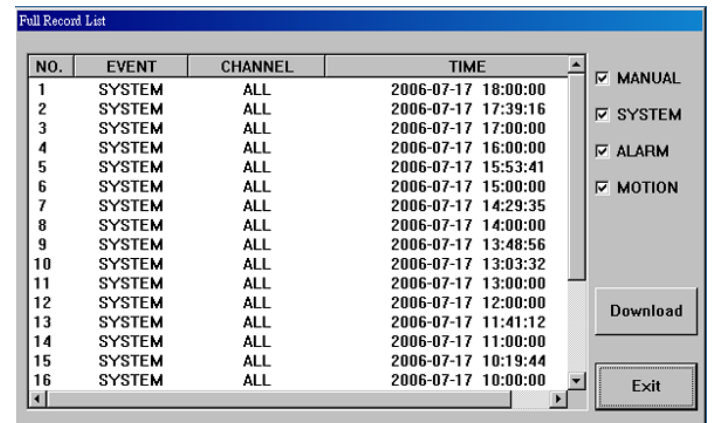 Full Record List
NO. EVENT CHANNEL TIME
1 SYSTEM ALL 2006-07-17 18:00:00
2 SYSTEM ALL 2006-07-17 17:39:16
3 SYSTEM ALL 2006-07-17 17:00:00
4 SYSTEM ALL 2006-07-17 16:00:00
5 SYSTEM ALL 2006-07-17 15:53:41
6 SYSTEM ALL 2006-07-17 15:00:00
7 SYSTEM ALL 2006-07-17 14:29:35
8 SYSTEM ALL 2006-07-17 14:00:00
9 SYSTEM ALL 2006-07-17 13:48:56
10 SYSTEM ALL 2006-07-17 13:03:32
11 SYSTEM ALL 2006-07-17 13:00:00
12 SYSTEM ALL 2006-07-17 12:00:00
13 SYSTEM ALL 2006-07-17 11:41:12
14 SYSTEM ALL 2006-07-17 11:00:00
15 SYSTEM ALL 2006-07-17 10:19:44
16 SYSTEM ALL 2006-07-17 10:00:00
MANUAL
SYSTEM
ALARM
MOTION
Download
Exit